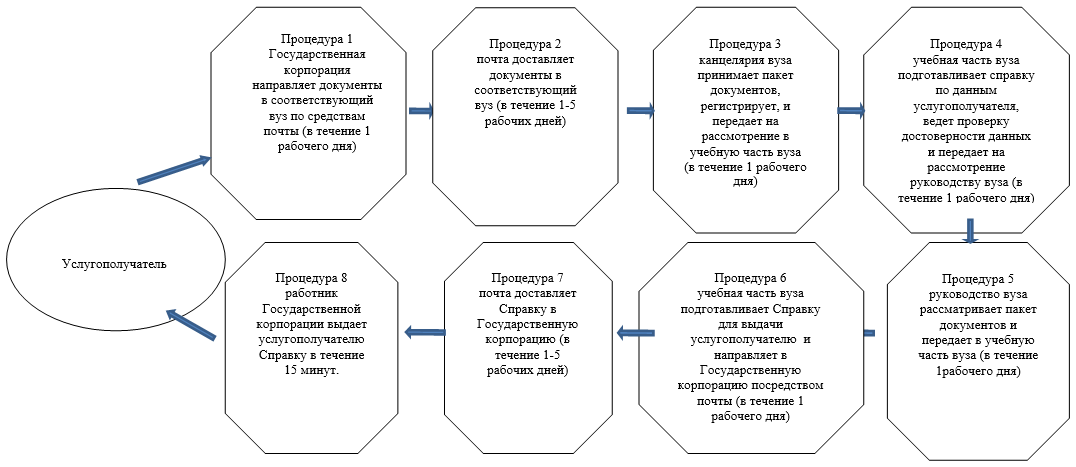 Процедура 1
Государственная
корпорация
направляет документы
в соответствующий
вуз по средствам
почты (в течение 1
рабочего дня)
Процедура 2
почта доставляет
документы в
соответствующий
вуз (в течение 1-5
рабочих дней)
Процедура 3
канцелярия вуза
принимает пакет
документов,
регистрирует, и
передает на
рассмотрение в
учебную часть вуза
(в течение 1 рабочего
дня)
Процедура 4
учебная часть вуза
подготавливает справку
по данным
услугополучателя,
ведет проверку
достоверности данных
и передает на
рассмотрение
руководству вуза (в
течение 1 рабочего дня)
Услугополучатель
Процедура 8
работник
Государственной
корпорации выдает
услугополучателю
Справку в течение
15 минут.
Процедура 7
почта доставляет
Справку в
Государственную
корпорацию (в
течение 1-5
рабочих дней)
Процедура 6
учебная часть вуза
подготавливает Справку
для выдачи
услугополучателю и
направляет в
Государственную
корпорацию посредством
почты (в течение 1
рабочего дня)
Процедура 5
руководство вуза
рассматривает пакет
документов и
передает в учебную
часть вуза (в течение
1рабочего дня)